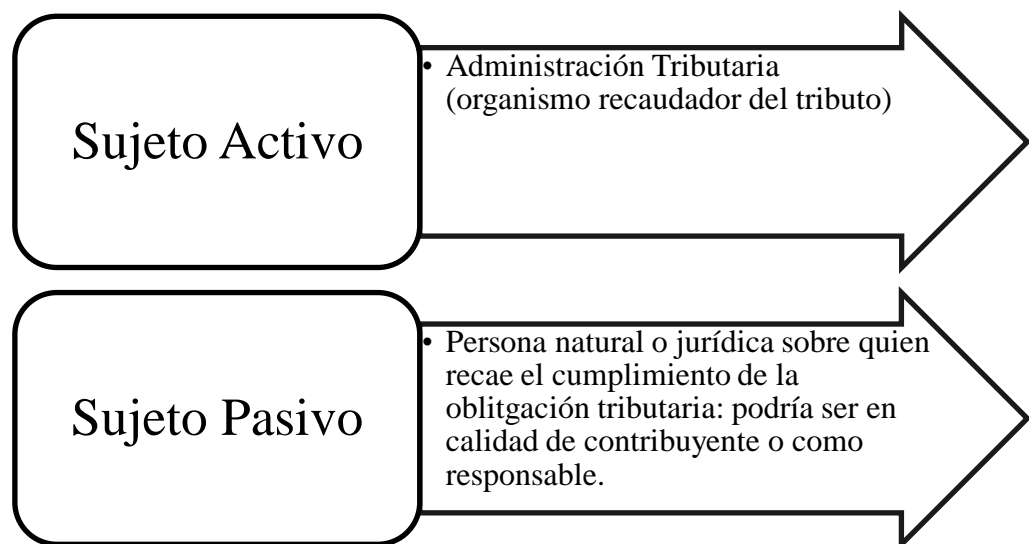 Sujeto Activo
• Administración Tributaria
(organismo recaudador del tributo)
Sujeto Pasivo
• Persona natural o jurídica sobre quien
recae el cumplimiento de la
oblitgación tributaria: podría ser en
calidad de contribuyente o como
responsable.